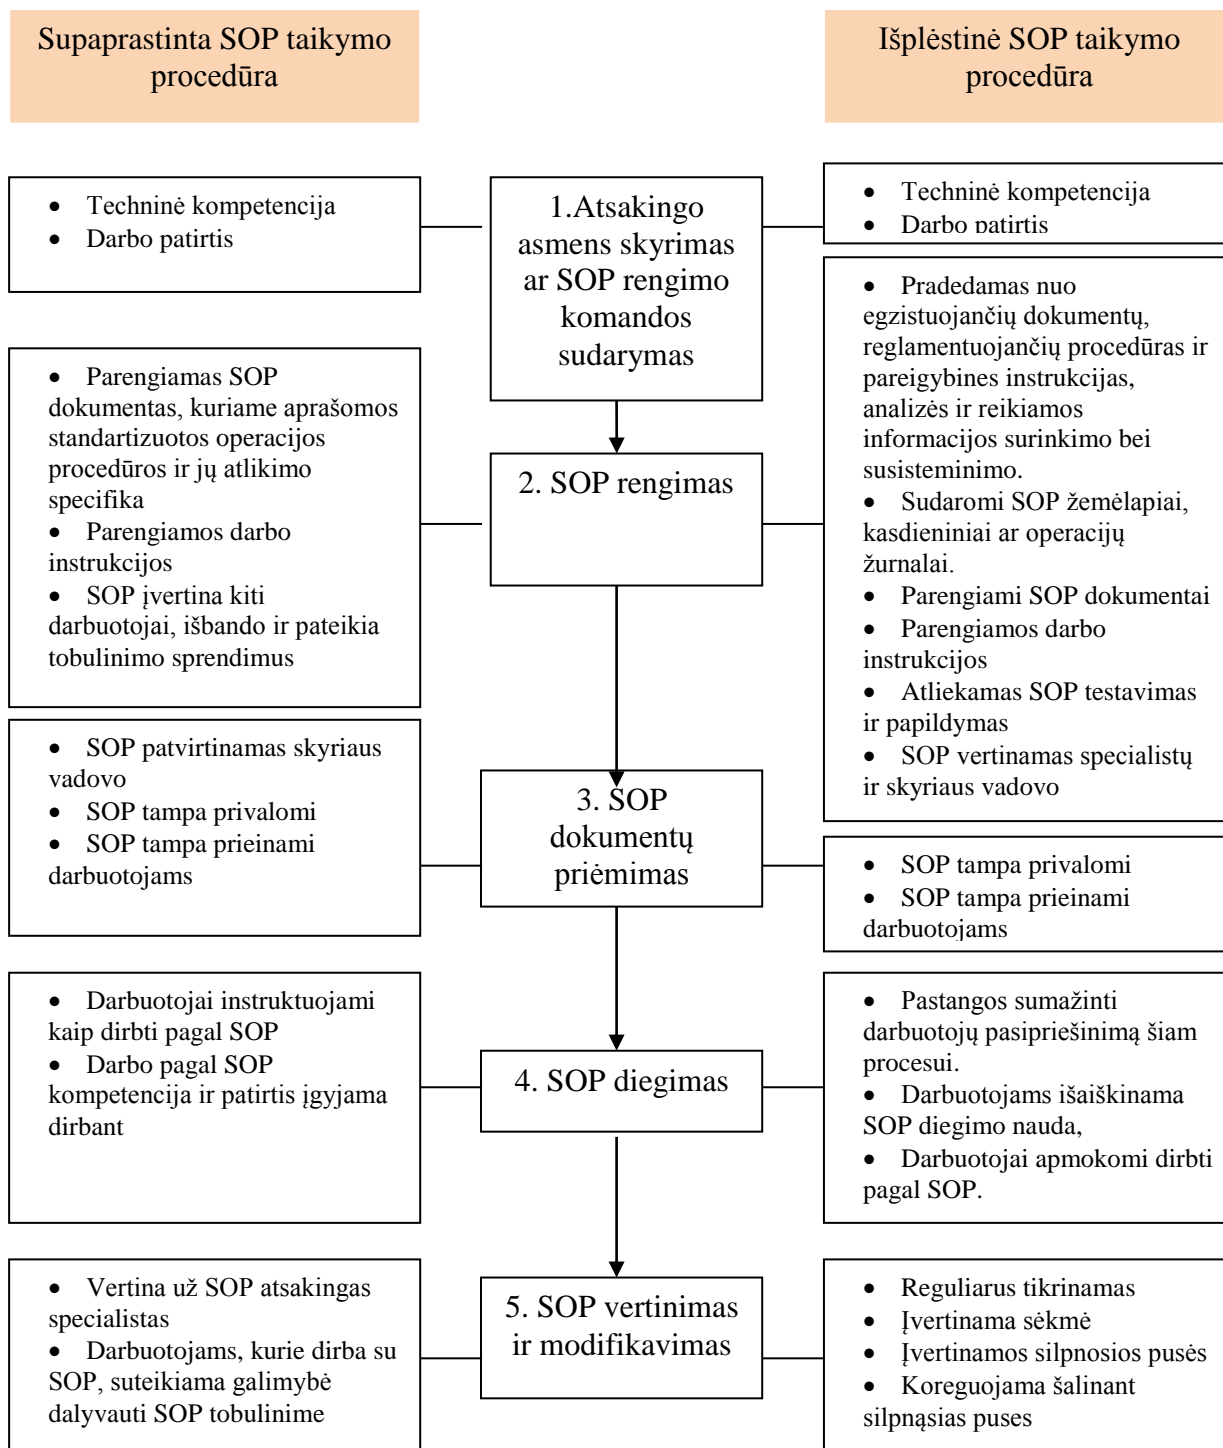 Supaprastinta SOP taikymo
procedūra
Išplėstinė SOP taikymo
procedūra
• Techninė kompetencija
• Darbo patirtis
1.Atsakingo
asmens skyrimas
ar SOP rengimo
komandos
sudarymas
• Techninė kompetencija
• Darbo patirtis
• Parengiamas SOP
dokumentas, kuriame aprašomos
standartizuotos operacijos
procedūros ir jų atlikimo
specifika
• Parengiamos darbo
instrukcijos
• SOP įvertina kiti
darbuotojai, išbando ir pateikia
tobulinimo sprendimus
2. SOP rengimas
• Pradedamas nuo
egzistuojančių dokumentų,
reglamentuojančių procedūras ir
pareigybines instrukcijas,
analizės ir reikiamos
informacijos surinkimo bei
susisteminimo.
• Sudaromi SOP žemėlapiai,
kasdieniniai ar operacijų
žurnalai.
• Parengiami SOP dokumentai
• Parengiamos darbo
instrukcijos
• Atliekamas SOP testavimas
ir papildymas
• SOP vertinamas specialistų
ir skyriaus vadovo
• SOP patvirtinamas skyriaus
vadovo
• SOP tampa privalomi
• SOP tampa prieinami
darbuotojams
3. SOP
dokumentų
priėmimas
• SOP tampa privalomi
• SOP tampa prieinami
darbuotojams
• Darbuotojai instruktuojami
kaip dirbti pagal SOP
• Darbo pagal SOP
kompetencija ir patirtis įgyjama
dirbant
4. SOP diegimas
• Pastangos sumažinti
darbuotojų pasipriešinimą šiam
procesui.
• Darbuotojams išaiškinama
SOP diegimo nauda,
• Darbuotojai apmokomi dirbti
pagal SOP.
• Vertina už SOP atsakingas
specialistas
• Darbuotojams, kurie dirba su
SOP, suteikiama galimybė
dalyvauti SOP tobulinime
5. SOP vertinimas
ir modifikavimas
• Reguliarus tikrinamas
• Įvertinama sėkmė
• Įvertinamos silpnosios pusės
• Koreguojama šalinant
silpnąsias puses